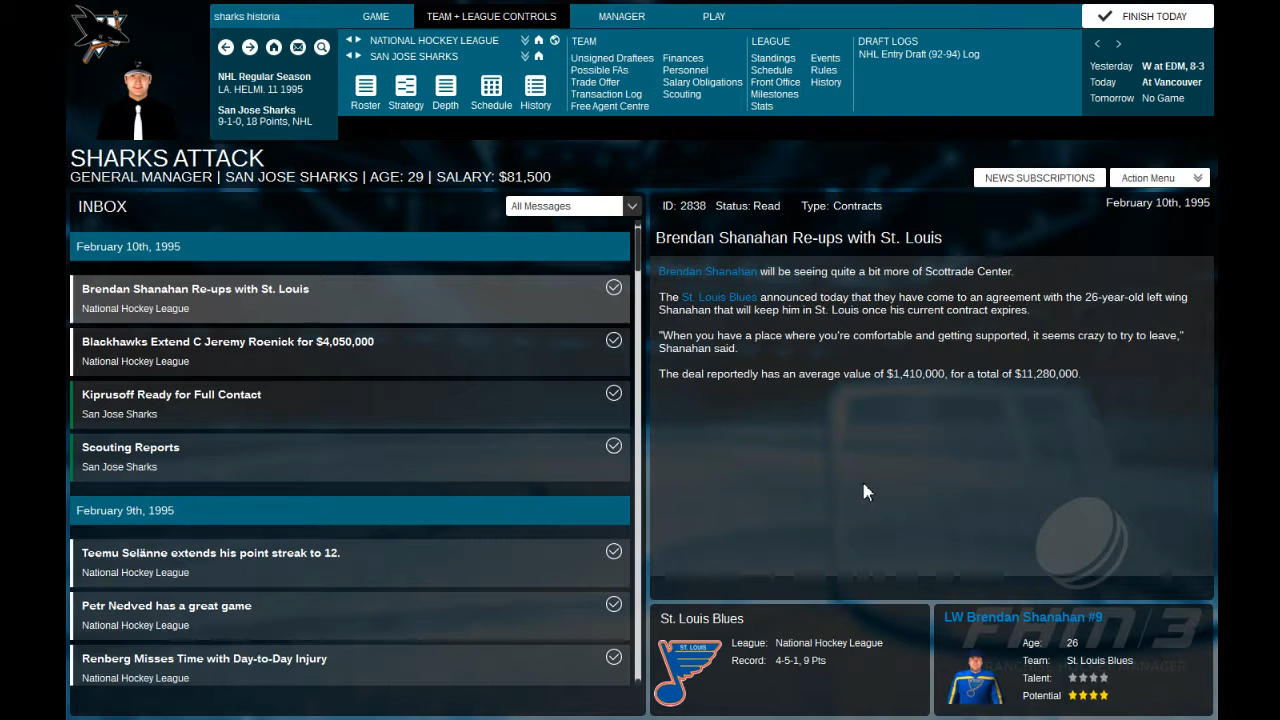 sharks historia
GAME
TEAM + LEAGUE CONTROLS
MANAGER
PLAY
FINISH TODAY
NATIONAL HOCKEY LEAGUE
SAN JOSE SHARKS
NHL Regular Season
LA. HELMI. 11 1995
San Jose Sharks
9-1-0, 18 Points, NHL
Roster
Strategy
Depth
Schedule
History
TEAM
Unsigned Draftees
Possible FAs
Trade Offer
Transaction Log
Free Agent Centre
Finances
Personnel
Salary Obligations
Scouting
LEAGUE
Standings
Schedule
Front Office
Milestones
Stats
Events
Rules
History
DRAFT LOGS
NHL Entry Draft (92-94) Log
Yesterday W at EDM, 8-3
Today At Vancouver
Tomorrow No Game
SHARKS ATTACK
GENERAL MANAGER | SAN JOSE SHARKS | AGE: 29 | SALARY: $81,500
NEWS SUBSCRIPTIONS
Action Menu
INBOX
All Messages
February 10th, 1995
Brendan Shanahan Re-ups with St. Louis
National Hockey League
Blackhawks Extend C Jeremy Roenick for $4,050,000
National Hockey League
Kiprusoff Ready for Full Contact
San Jose Sharks
Scouting Reports
San Jose Sharks
February 9th, 1995
Teemu Selänne extends his point streak to 12.
National Hockey League
Petr Nedved has a great game
National Hockey League
Renberg Misses Time with Day-to-Day Injury
National Hockey League
ID: 2838 Status: Read Type: Contracts
February 10th, 1995
Brendan Shanahan Re-ups with St. Louis
Brendan Shanahan will be seeing quite a bit more of Scottrade Center.
The St. Louis Blues announced today that they have come to an agreement with the 26-year-old left wing
Shanahan that will keep him in St. Louis once his current contract expires.
"When you have a place where you're comfortable and getting supported, it seems crazy to try to leave,"
Shanahan said.
The deal reportedly has an average value of $1,410,000, for a total of $11,280,000.
St. Louis Blues
ST. LOUIS
League: National Hockey League
Record: 4-5-1, 9 Pts
LW Brendan Shanahan #9
Age: 26
Team: St. Louis Blues
Talent:
Potential
FHM/3
FRANCHISE HOCKEY MANAGER